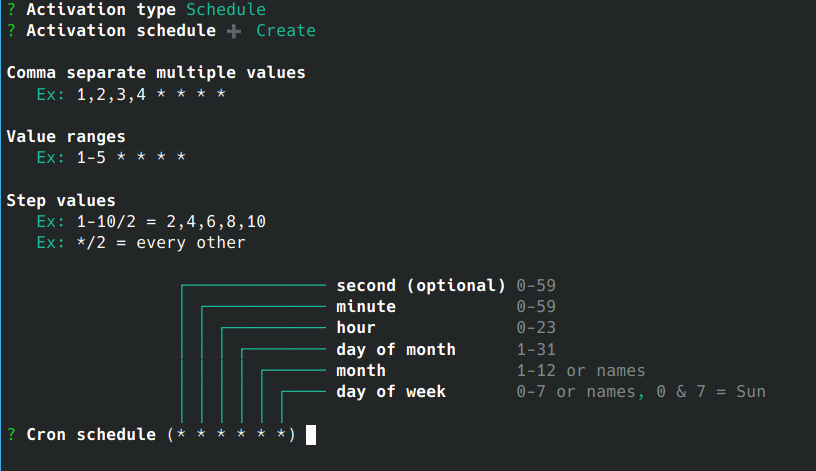 ? Activation type Schedule
? Activation schedule ➕ Create
Comma separate multiple values
Ex: 1,2,3,4 * * * *
Value ranges
Ex: 1-5 * * * *
Step values
Ex: 1-10/2 = 2,4,6,8,10
Ex: */2 = every other
second (optional) 0-59
minute 0-59
hour 0-23
day of month 1-31
month 1-12 or names
day of week 0-7 or names, 0 & 7 = Sun
? Cron schedule (* * * * * *)